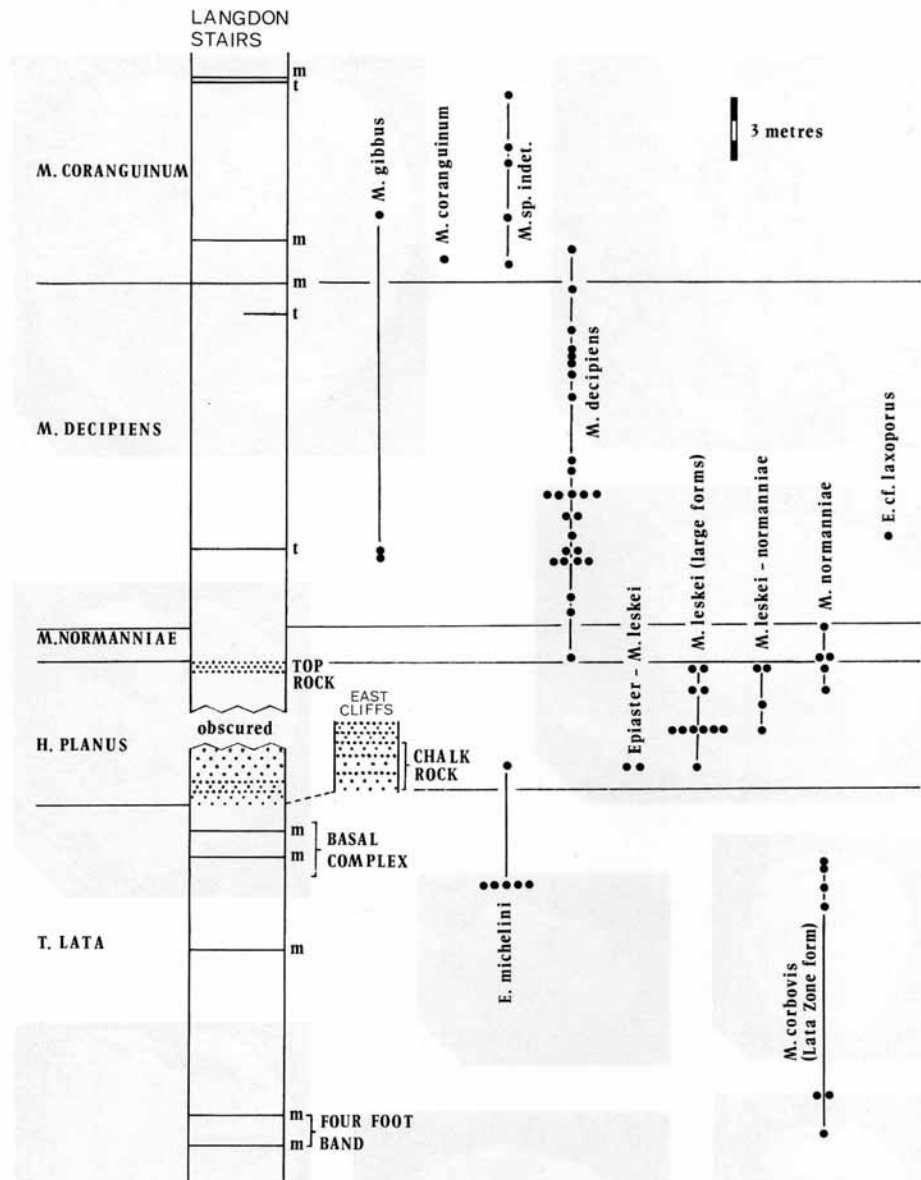 LANGDON
STAIRS
m
t
M. CORANGUINUM
m
m
t
M. DECIPIENS
t
M.NORMANNIAE
TOP
ROCK
obscured
H. PLANUS
EAST
CLIFFS
CHALK
ROCK
m
m
BASAL
COMPLEX
T. LATA
m
m
m
FOUR FOOT
BAND
M. gibbus
M. coranguinum
M. sp. indet.
3 metres
M. decipiens
Epiaster – M. leskei
M. leskei (large forms)
M. leskei – normanniae
M. normanniae
E. cf. laxoporus
E. michelini
M. corbovis
(Lata Zone form)